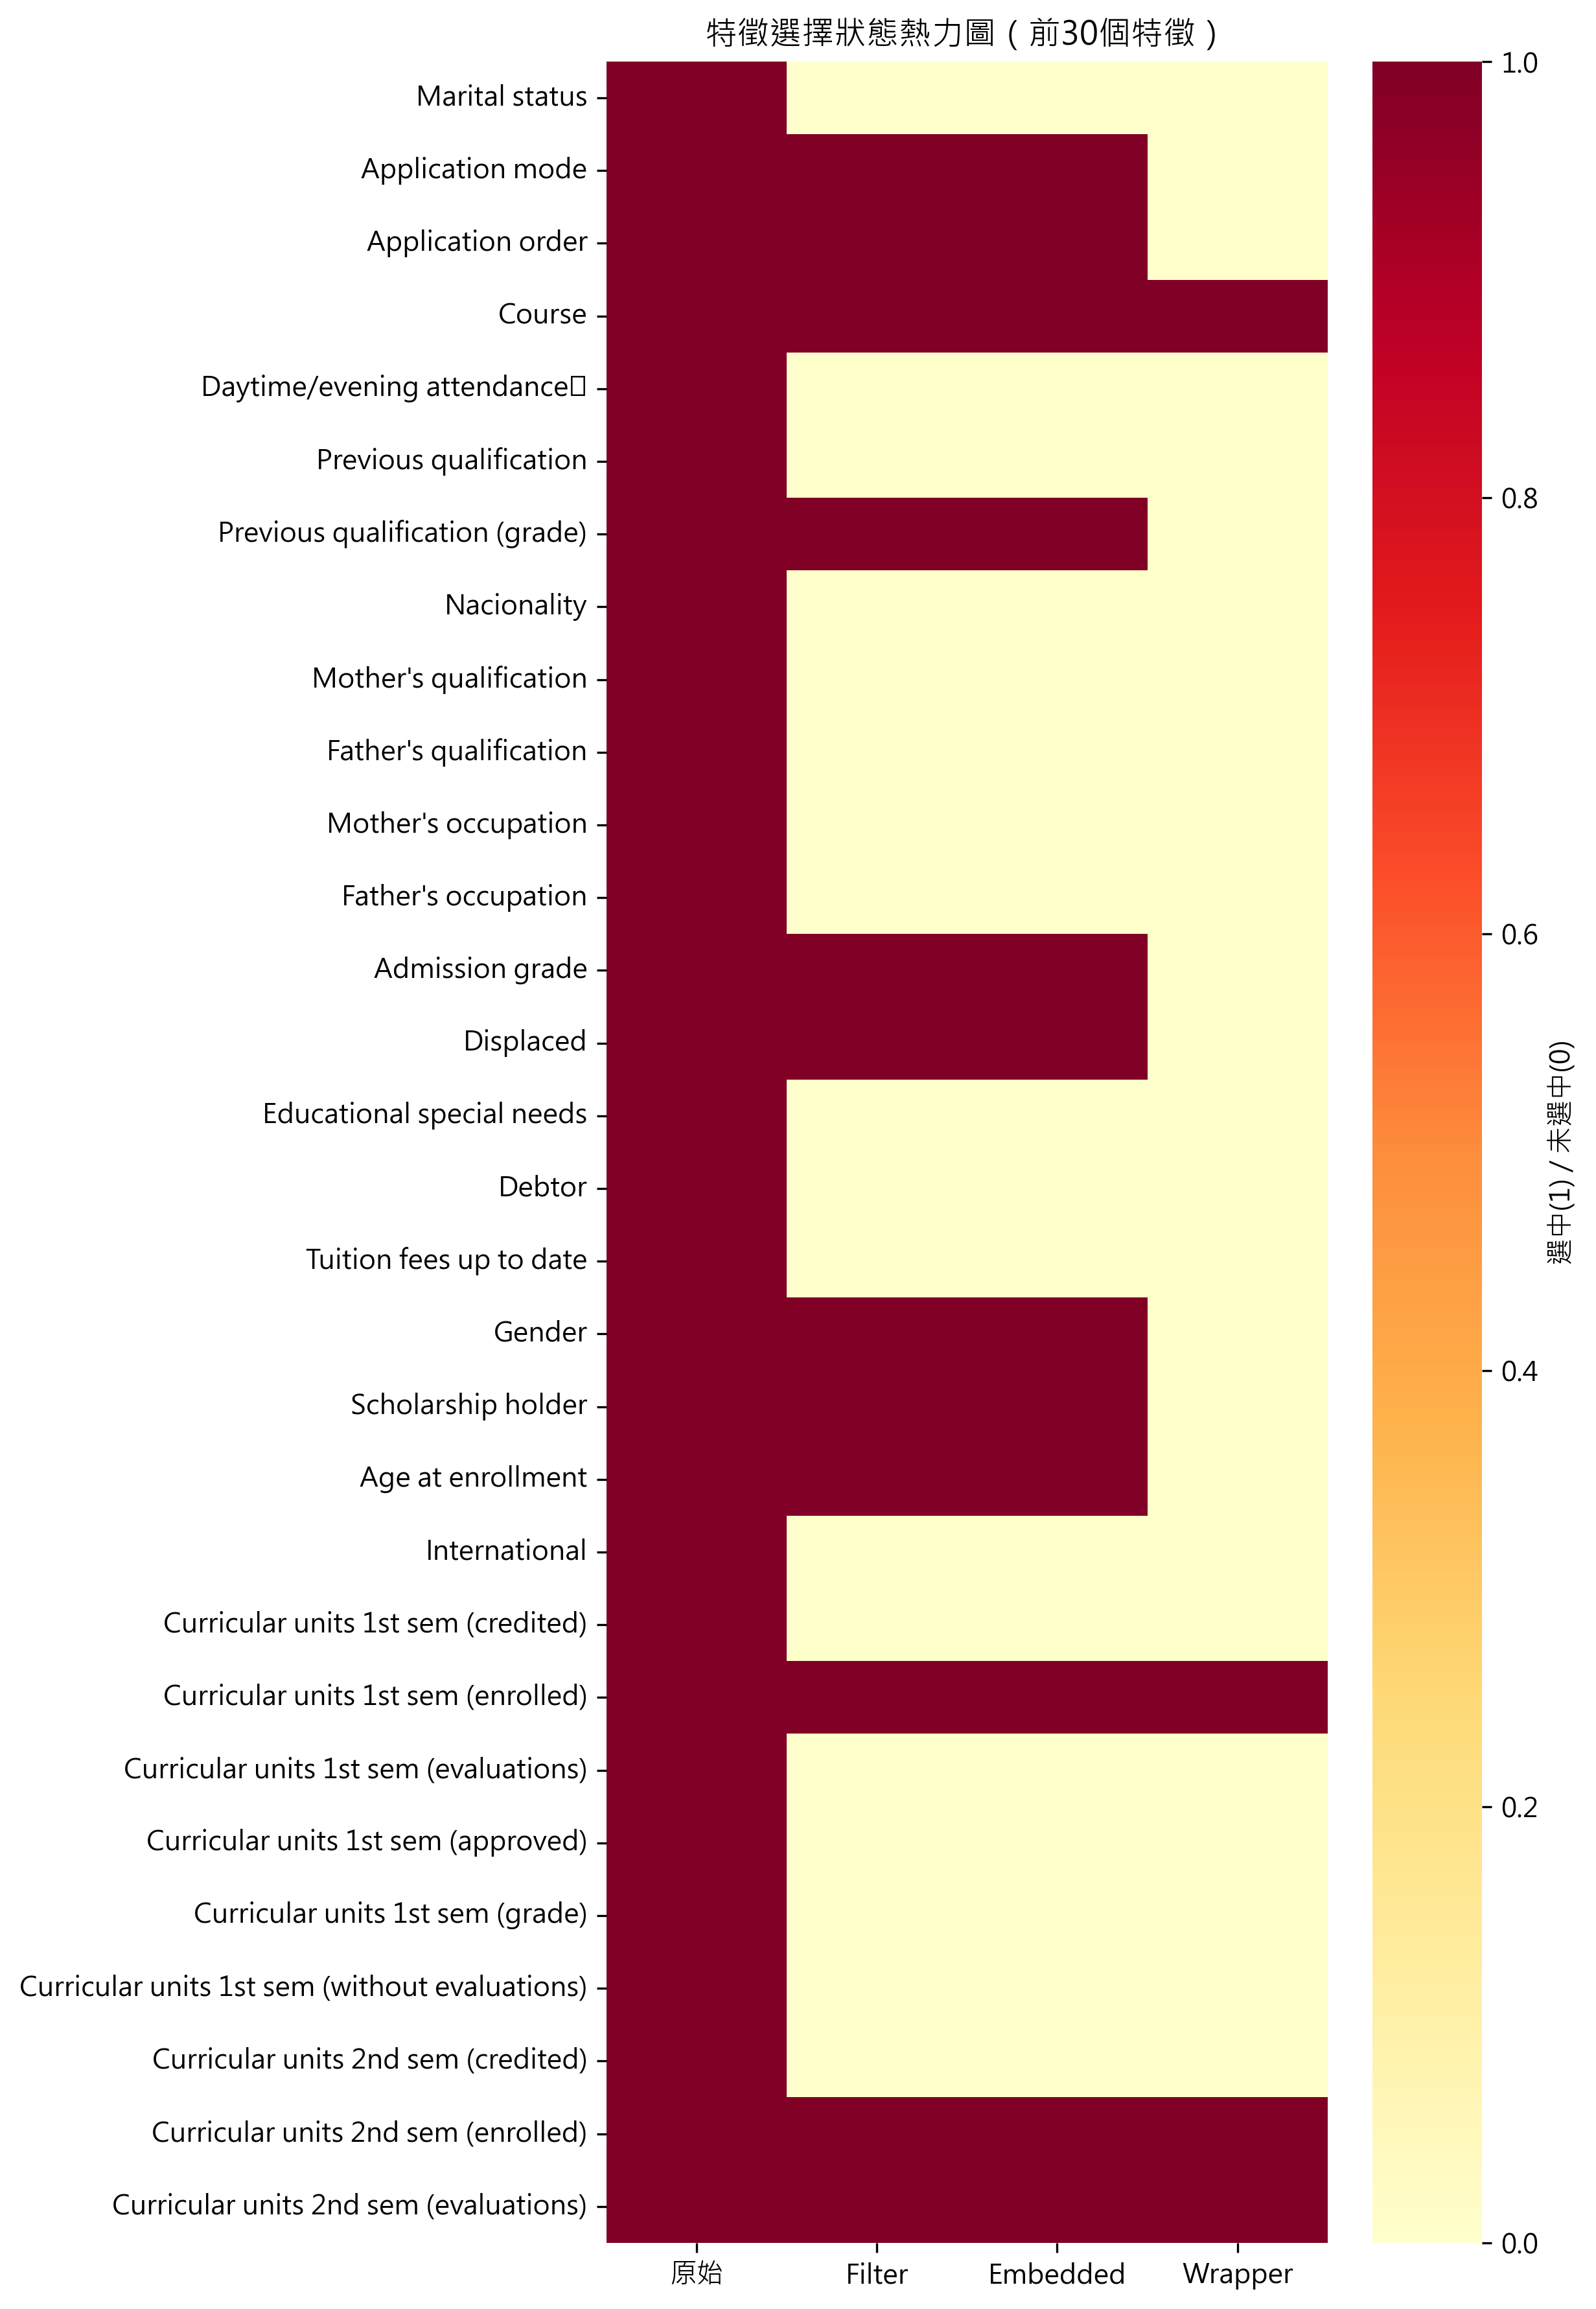 特徵選擇狀態熱力圖（前30個特徵）
Marital status
Application mode
Application order
Course
Daytime/evening attendance
Previous qualification
Previous qualification (grade)
Nacionality
Mother's qualification
Father's qualification
Mother's occupation
Father's occupation
Admission grade
Displaced
Educational special needs
Debtor
Tuition fees up to date
Gender
Scholarship holder
Age at enrollment
International
Curricular units 1st sem (credited)
Curricular units 1st sem (enrolled)
Curricular units 1st sem (evaluations)
Curricular units 1st sem (approved)
Curricular units 1st sem (grade)
Curricular units 1st sem (without evaluations)
Curricular units 2nd sem (credited)
Curricular units 2nd sem (enrolled)
Curricular units 2nd sem (evaluations)
原始 Filter Embedded Wrapper
1.0
0.8
0.6
0.4
0.2
0.0
選中(1) / 未選中(0)